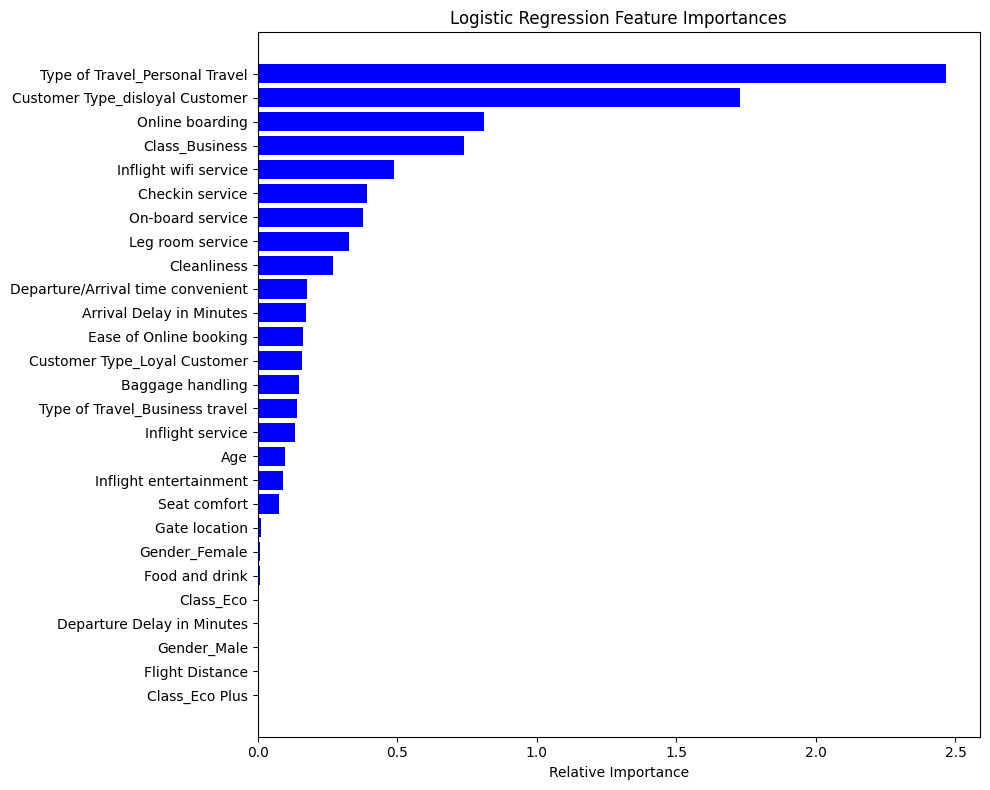 Logistic Regression Feature Importances
Type of Travel_Personal Travel
Customer Type_disloyal Customer
Online boarding
Class_Business
Inflight wifi service
Checkin service
On-board service
Leg room service
Cleanliness
Departure/Arrival time convenient
Arrival Delay in Minutes
Ease of Online booking
Customer Type_Loyal Customer
Baggage handling
Type of Travel_Business travel
Inflight service
Age
Inflight entertainment
Seat comfort
Gate location
Gender_Female
Food and drink
Class_Eco
Departure Delay in Minutes
Gender_Male
Flight Distance
Class_Eco Plus
0.0 0.5 1.0 1.5 2.0 2.5
Relative Importance